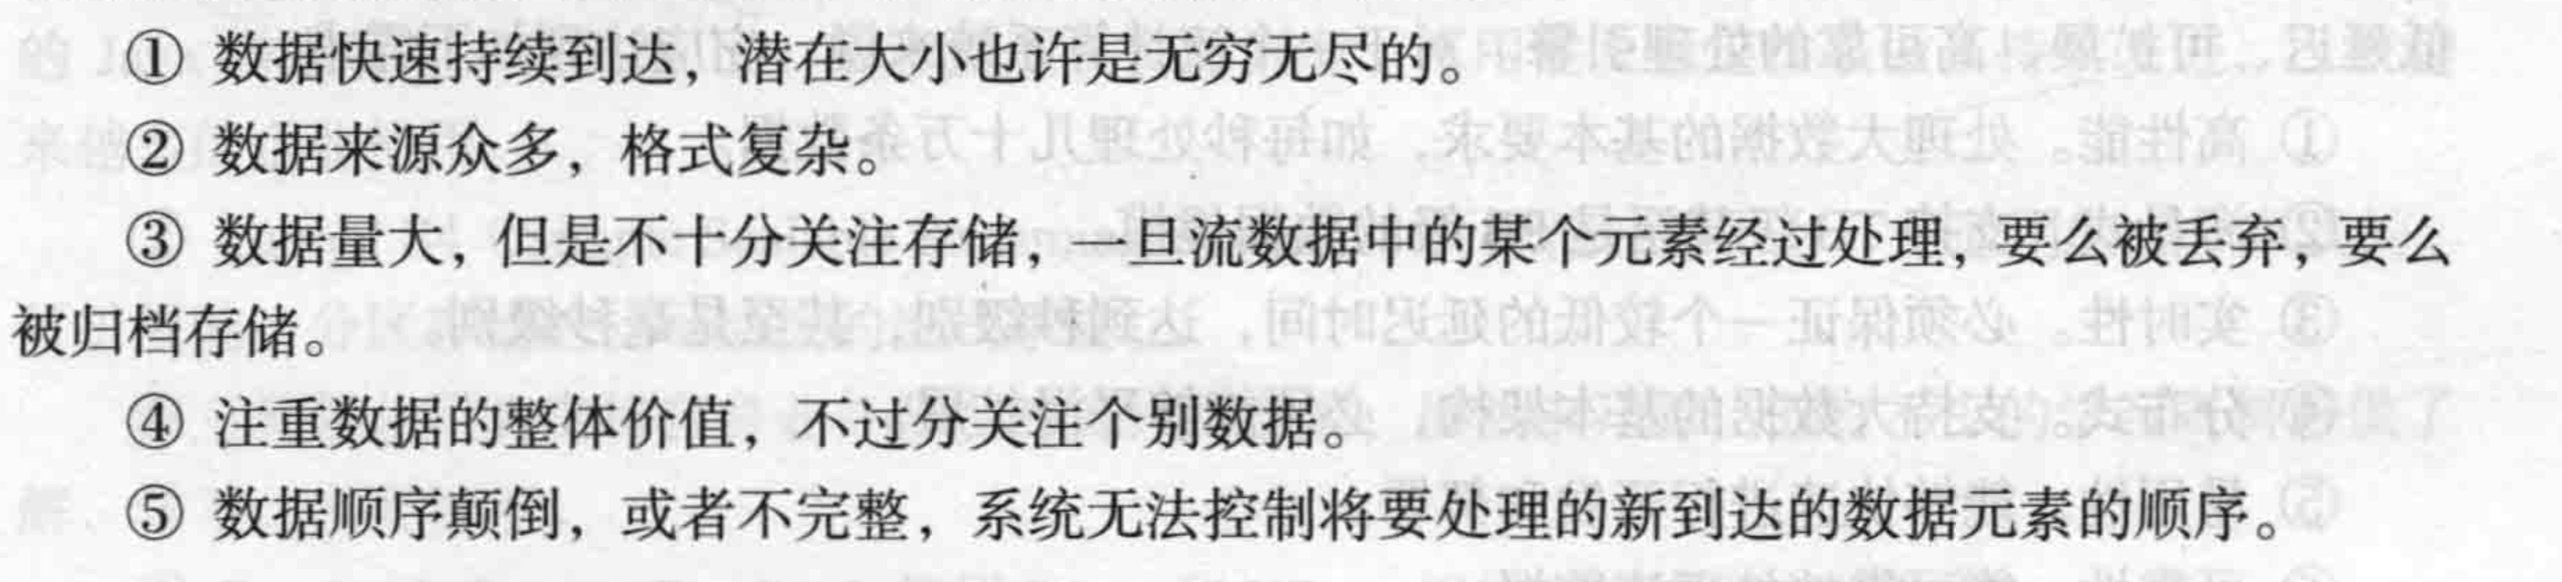 ① 数据快速持续到达，潜在大小也许是无穷无尽的。
② 数据来源众多，格式复杂。
③ 数据量大，但是不十分关注存储，一旦流数据中的某个元素经过处理，要么被丢弃，要么
被归档存储。
④ 注重数据的整体价值，不过分关注个别数据。
⑤ 数据顺序颠倒，或者不完整，系统无法控制将要处理的新到达的数据元素的顺序。